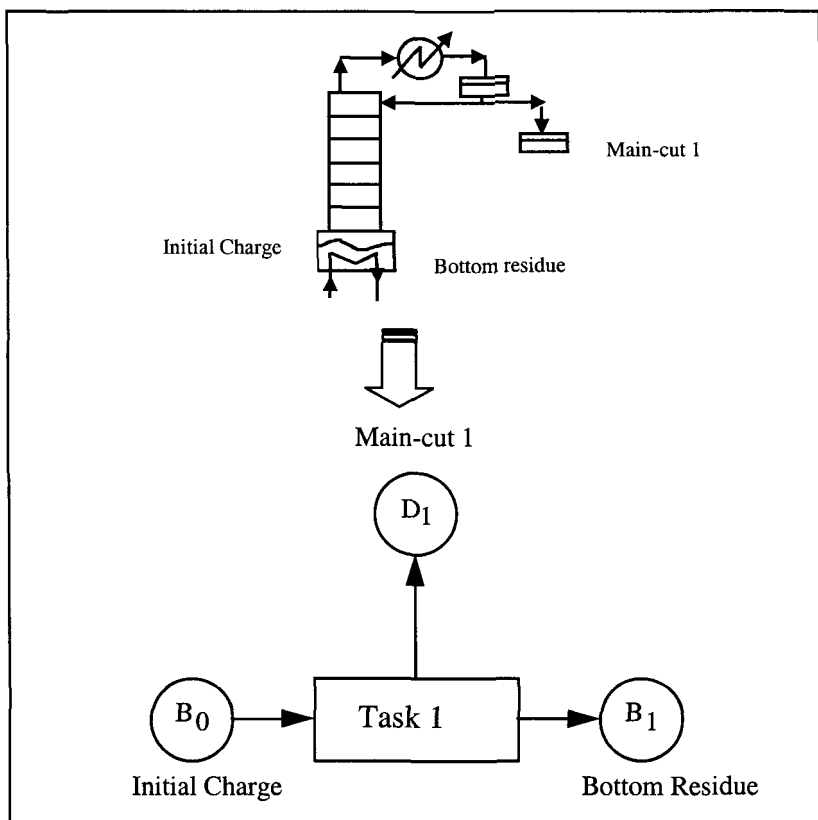 Main-cut 1
Initial Charge
Bottom residue
Main-cut 1
D1
B0
Task 1
B1
Initial Charge
Bottom Residue